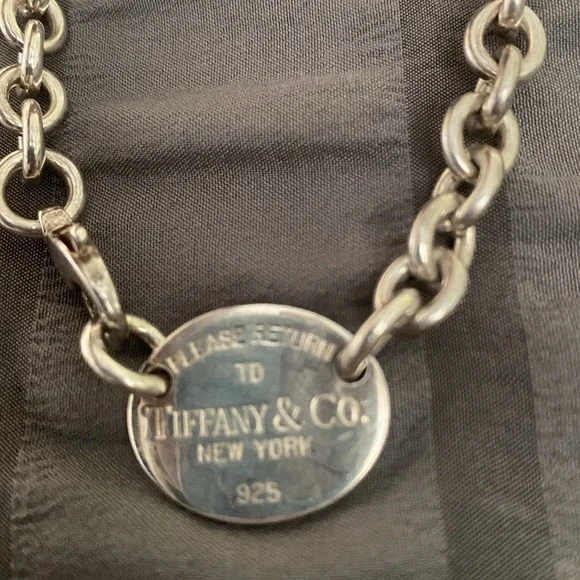 PLEASE RETURN
TO
TIFFANY & CO.
NEW YORK
925